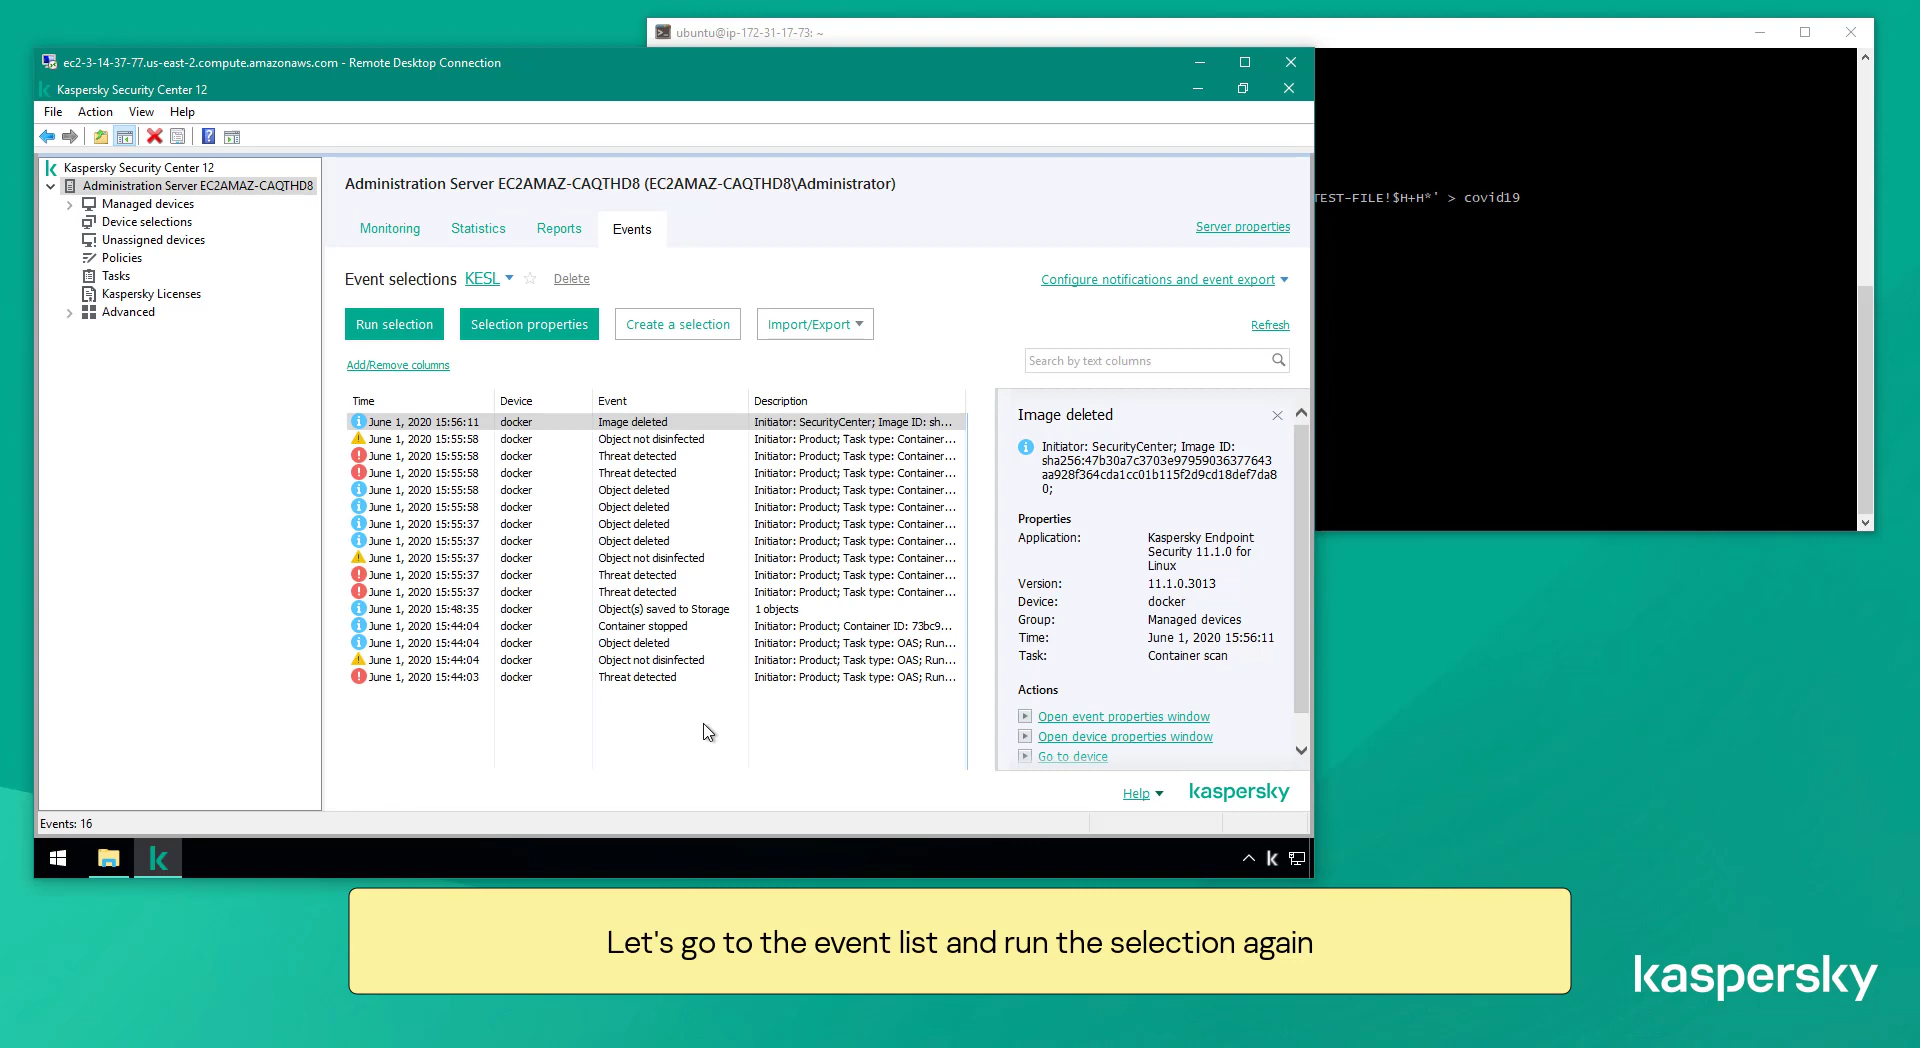 ubuntu@ip-172-31-17-73: ~
ec2-3-14-37-77.us-east-2.compute.amazonaws.com - Remote Desktop Connection
Kaspersky Security Center 12
File Action View Help
Kaspersky Security Center 12
Administration Server EC2AMAZ-CAQTHD8
Managed devices
Device selections
Unassigned devices
Policies
Tasks
Kaspersky Licenses
Advanced
Administration Server EC2AMAZ-CAQTHD8 (EC2AMAZ-CAQTHD8\Administrator)
Monitoring Statistics Reports Events
Server properties
TEST-FILE!$H+H*' > covid19
Event selections KESL Delete
Configure notifications and event export
Run selection Selection properties Create a selection Import/Export
Refresh
Add/Remove columns
Search by text columns
Time Device Event Description
June 1, 2020 15:56:11 docker Image deleted Initiator: SecurityCenter; Image ID: sh...
June 1, 2020 15:55:58 docker Object not disinfected Initiator: Product; Task type: Container...
June 1, 2020 15:55:58 docker Threat detected Initiator: Product; Task type: Container...
June 1, 2020 15:55:58 docker Threat detected Initiator: Product; Task type: Container...
June 1, 2020 15:55:58 docker Object deleted Initiator: Product; Task type: Container...
June 1, 2020 15:55:58 docker Object deleted Initiator: Product; Task type: Container...
June 1, 2020 15:55:37 docker Object deleted Initiator: Product; Task type: Container...
June 1, 2020 15:55:37 docker Object deleted Initiator: Product; Task type: Container...
June 1, 2020 15:55:37 docker Object not disinfected Initiator: Product; Task type: Container...
June 1, 2020 15:55:37 docker Threat detected Initiator: Product; Task type: Container...
June 1, 2020 15:55:37 docker Threat detected Initiator: Product; Task type: Container...
June 1, 2020 15:48:35 docker Object(s) saved to Storage 1 objects
June 1, 2020 15:44:04 docker Container stopped Initiator: Product; Container ID: 73bc9...
June 1, 2020 15:44:04 docker Object deleted Initiator: Product; Task type: OAS; Run...
June 1, 2020 15:44:04 docker Object not disinfected Initiator: Product; Task type: OAS; Run...
June 1, 2020 15:44:03 docker Threat detected Initiator: Product; Task type: OAS; Run...
Image deleted
Initiator: SecurityCenter; Image ID:
sha256:47b30a7c3703e97959036377643
aa928f364cda1cc01b115f2d9cd18def7da8
0;
Properties
Application: Kaspersky Endpoint
Security 11.1.0 for
Linux
Version: 11.1.0.3013
Device: docker
Group: Managed devices
Time: June 1, 2020 15:56:11
Task: Container scan
Actions
Open event properties window
Open device properties window
Go to device
Help kaspersky
Events: 16
Let's go to the event list and run the selection again
kaspersky